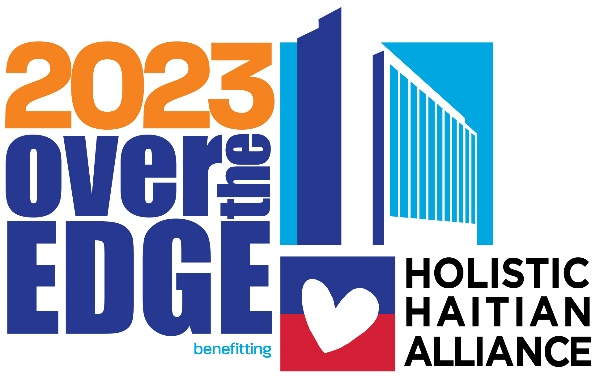 2023
over the
EDGE
benefitting
HOLISTIC
HAITIAN
ALLIANCE